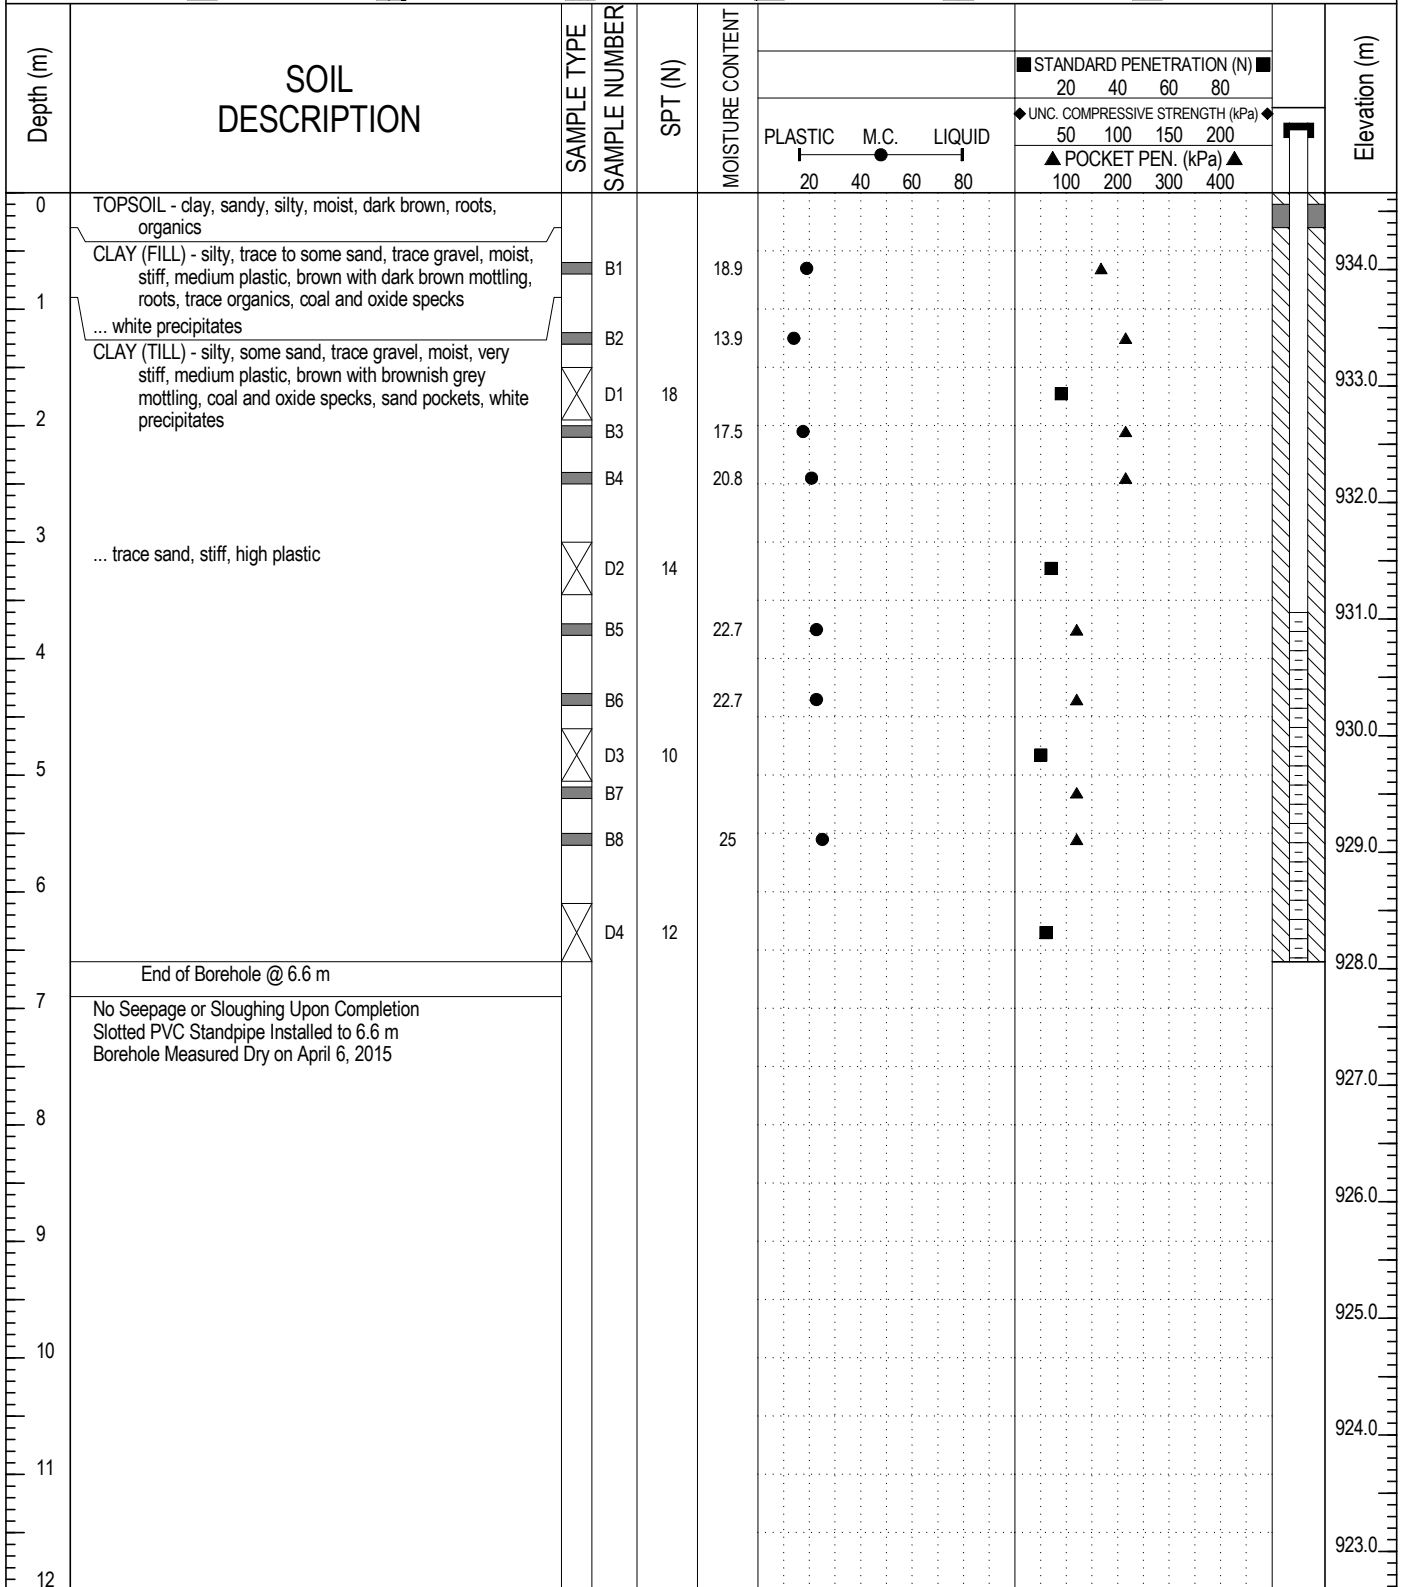 Depth (m)
SOIL
DESCRIPTION
SAMPLE TYPE
SAMPLE NUMBER
SPT (N)
MOISTURE CONTENT
PLASTIC M.C. LIQUID
20 40 60 80
STANDARD PENETRATION (N)
20 40 60 80
UNC. COMPRESSIVE STRENGTH (kPa)
50 100 150 200
POCKET PEN. (kPa)
100 200 300 400
Elevation (m)
0
TOPSOIL - clay, sandy, silty, moist, dark brown, roots,
organics
CLAY (FILL) - silty, trace to some sand, trace gravel, moist,
stiff, medium plastic, brown with dark brown mottling,
roots, trace organics, coal and oxide specks
B1 18.9 934.0
1
... white precipitates
B2 13.9
CLAY (TILL) - silty, some sand, trace gravel, moist, very
stiff, medium plastic, brown with brownish grey
mottling, coal and oxide specks, sand pockets, white
precipitates
933.0
D1 18
2
B3 17.5
B4 20.8
932.0
3
... trace sand, stiff, high plastic
D2 14
931.0
B5 22.7
4
B6 22.7
930.0
D3 10
5
B7
B8 25 929.0
6
D4 12
928.0
End of Borehole @ 6.6 m
7
No Seepage or Sloughing Upon Completion
Slotted PVC Standpipe Installed to 6.6 m
Borehole Measured Dry on April 6, 2015
927.0
8
926.0
9
925.0
10
924.0
11
923.0
12